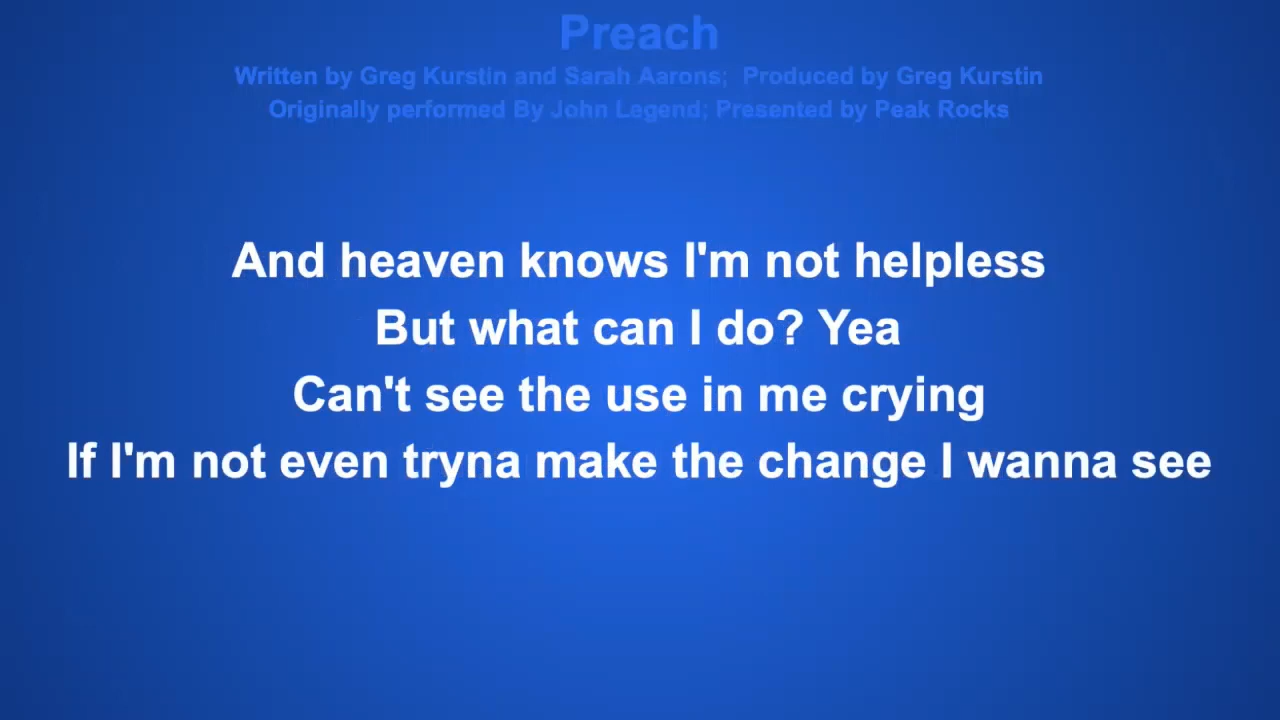 Preach
Written by Greg Kurstin and Sarah Aarons;  Produced by Greg Kurstin
Originally performed By John Legend; Presented by Peak Rocks
And heaven knows I'm not helpless
But what can I do? Yea
Can't see the use in me crying
If I'm not even tryna make the change I wanna see